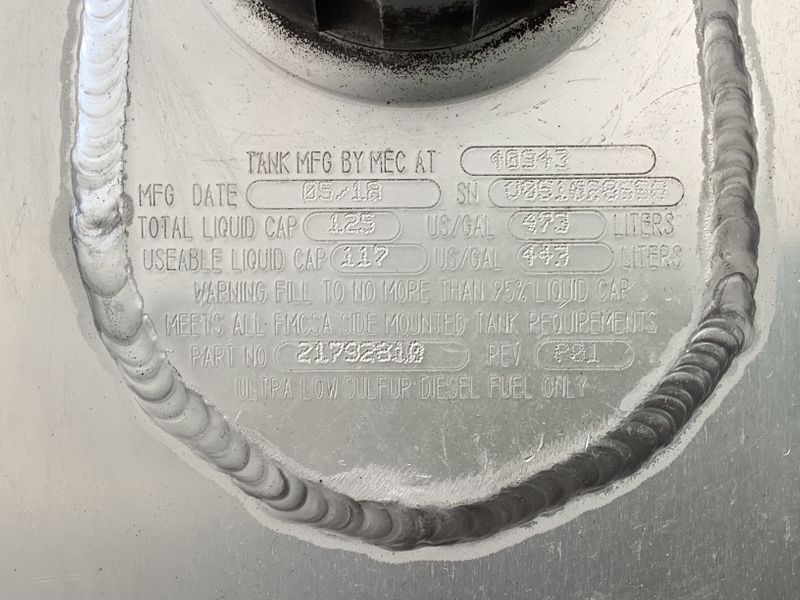 TANK MFG BY MEC AT 40343
MFG DATE 05/18 SN
TOTAL LIQUID CAP 125 US/GAL 473 LITERS
USEABLE LIQUID CAP 117 US/GAL 443 LITERS
WARNING FILL TO NO MORE THAN 95% LIQUID CAP
MEETS ALL FMCSA SIDE MOUNTED TANK REQUIREMENTS
PART NO 21792810 REV P01
ULTRA LOW SULFUR DIESEL FUEL ONLY